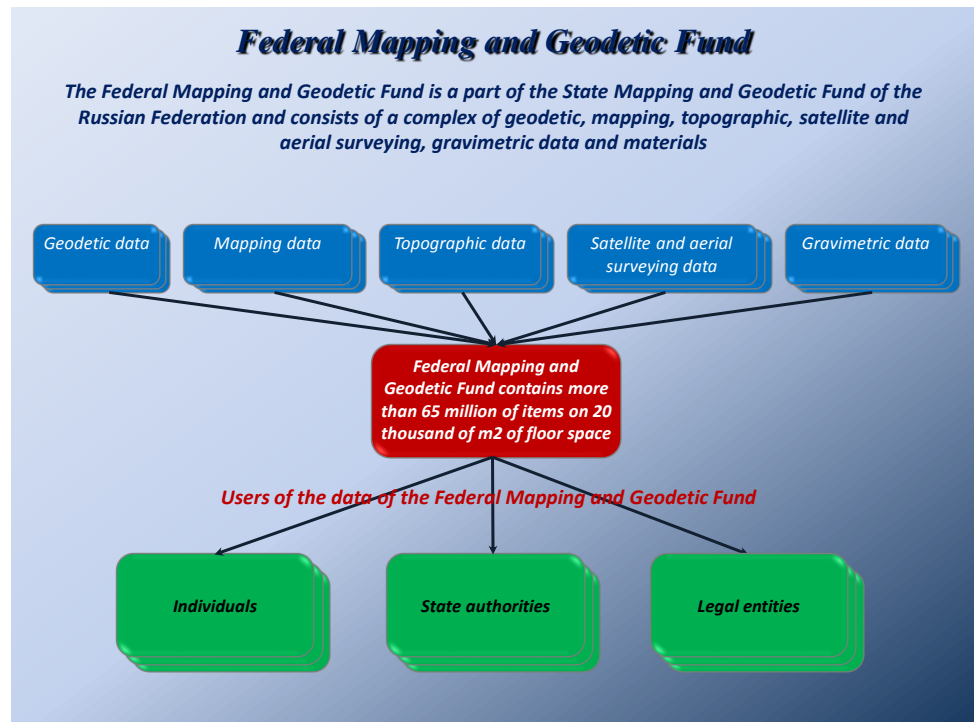 Federal Mapping and Geodetic Fund
The Federal Mapping and Geodetic Fund is a part of the State Mapping and Geodetic Fund of the
Russian Federation and consists of a complex of geodetic, mapping, topographic, satellite and
aerial surveying, gravimetric data and materials
Geodetic data
Mapping data
Topographic data
Satellite and aerial
surveying data
Gravimetric data
Federal Mapping and
Geodetic Fund contains more
than 65 million of items on 20
thousand of m2 of floor space
Users of the data of the Federal Mapping and Geodetic Fund
Individuals
State authorities
Legal entities